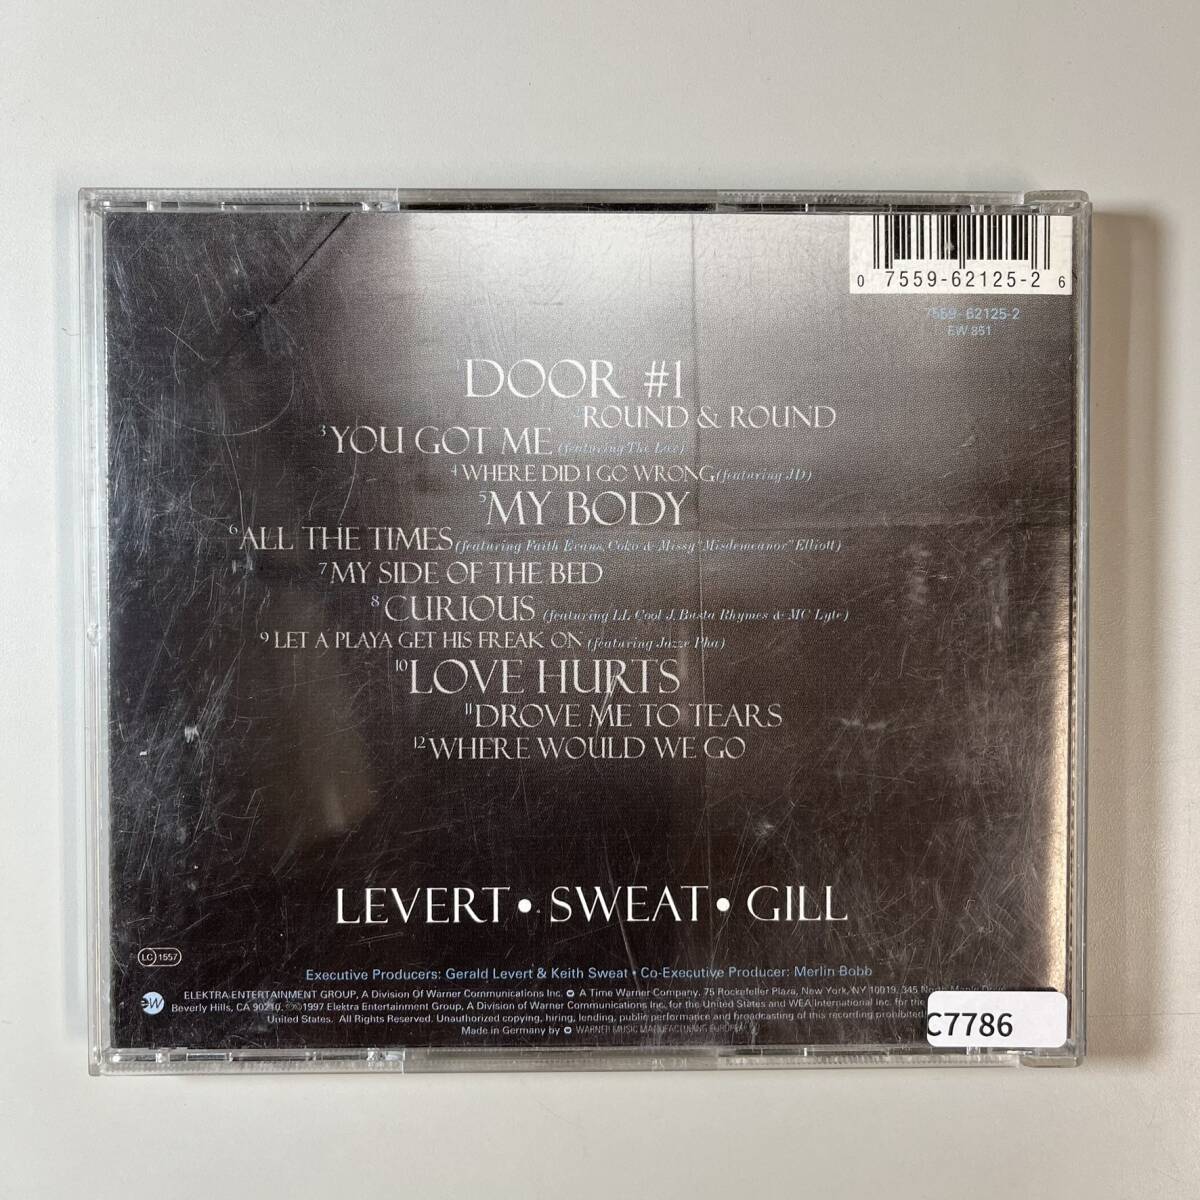 0 7559-62125-2 6
7559-62125-2
EW 851
1 DOOR #1
2 ROUND & ROUND
3 YOU GOT ME (featuring The Lox)
4 WHERE DID I GO WRONG (featuring JD)
5 MY BODY
6 ALL THE TIMES (featuring Faith Evans, Coko & Missy "Misdemeanor" Elliott)
7 MY SIDE OF THE BED
8 CURIOUS (featuring LL Cool J, Busta Rhymes & MC Lyte)
9 LET A PLAYA GET HIS FREAK ON (featuring Jazze Pha)
10 LOVE HURTS
11 DROVE ME TO TEARS
12 WHERE WOULD WE GO
LEVERT • SWEAT • GILL
LC 1557
Executive Producers: Gerald Levert & Keith Sweat • Co-Executive Producer: Merlin Bobb
EW
ELEKTRA ENTERTAINMENT GROUP, A Division Of Warner Communications Inc. A Time Warner Company. 75 Rockefeller Plaza, New York, NY 10019. 345 North Maple Drive
Beverly Hills, CA 90210. ℗©1997 Elektra Entertainment Group, A Division of Warner Communications Inc. for the United States and WEA International Inc. for the
United States. All Rights Reserved. Unauthorized copying, hiring, lending, public performance and broadcasting of this recording prohibited
Made in Germany by WARNER MUSIC MANUFACTURING EUROPE
C7786